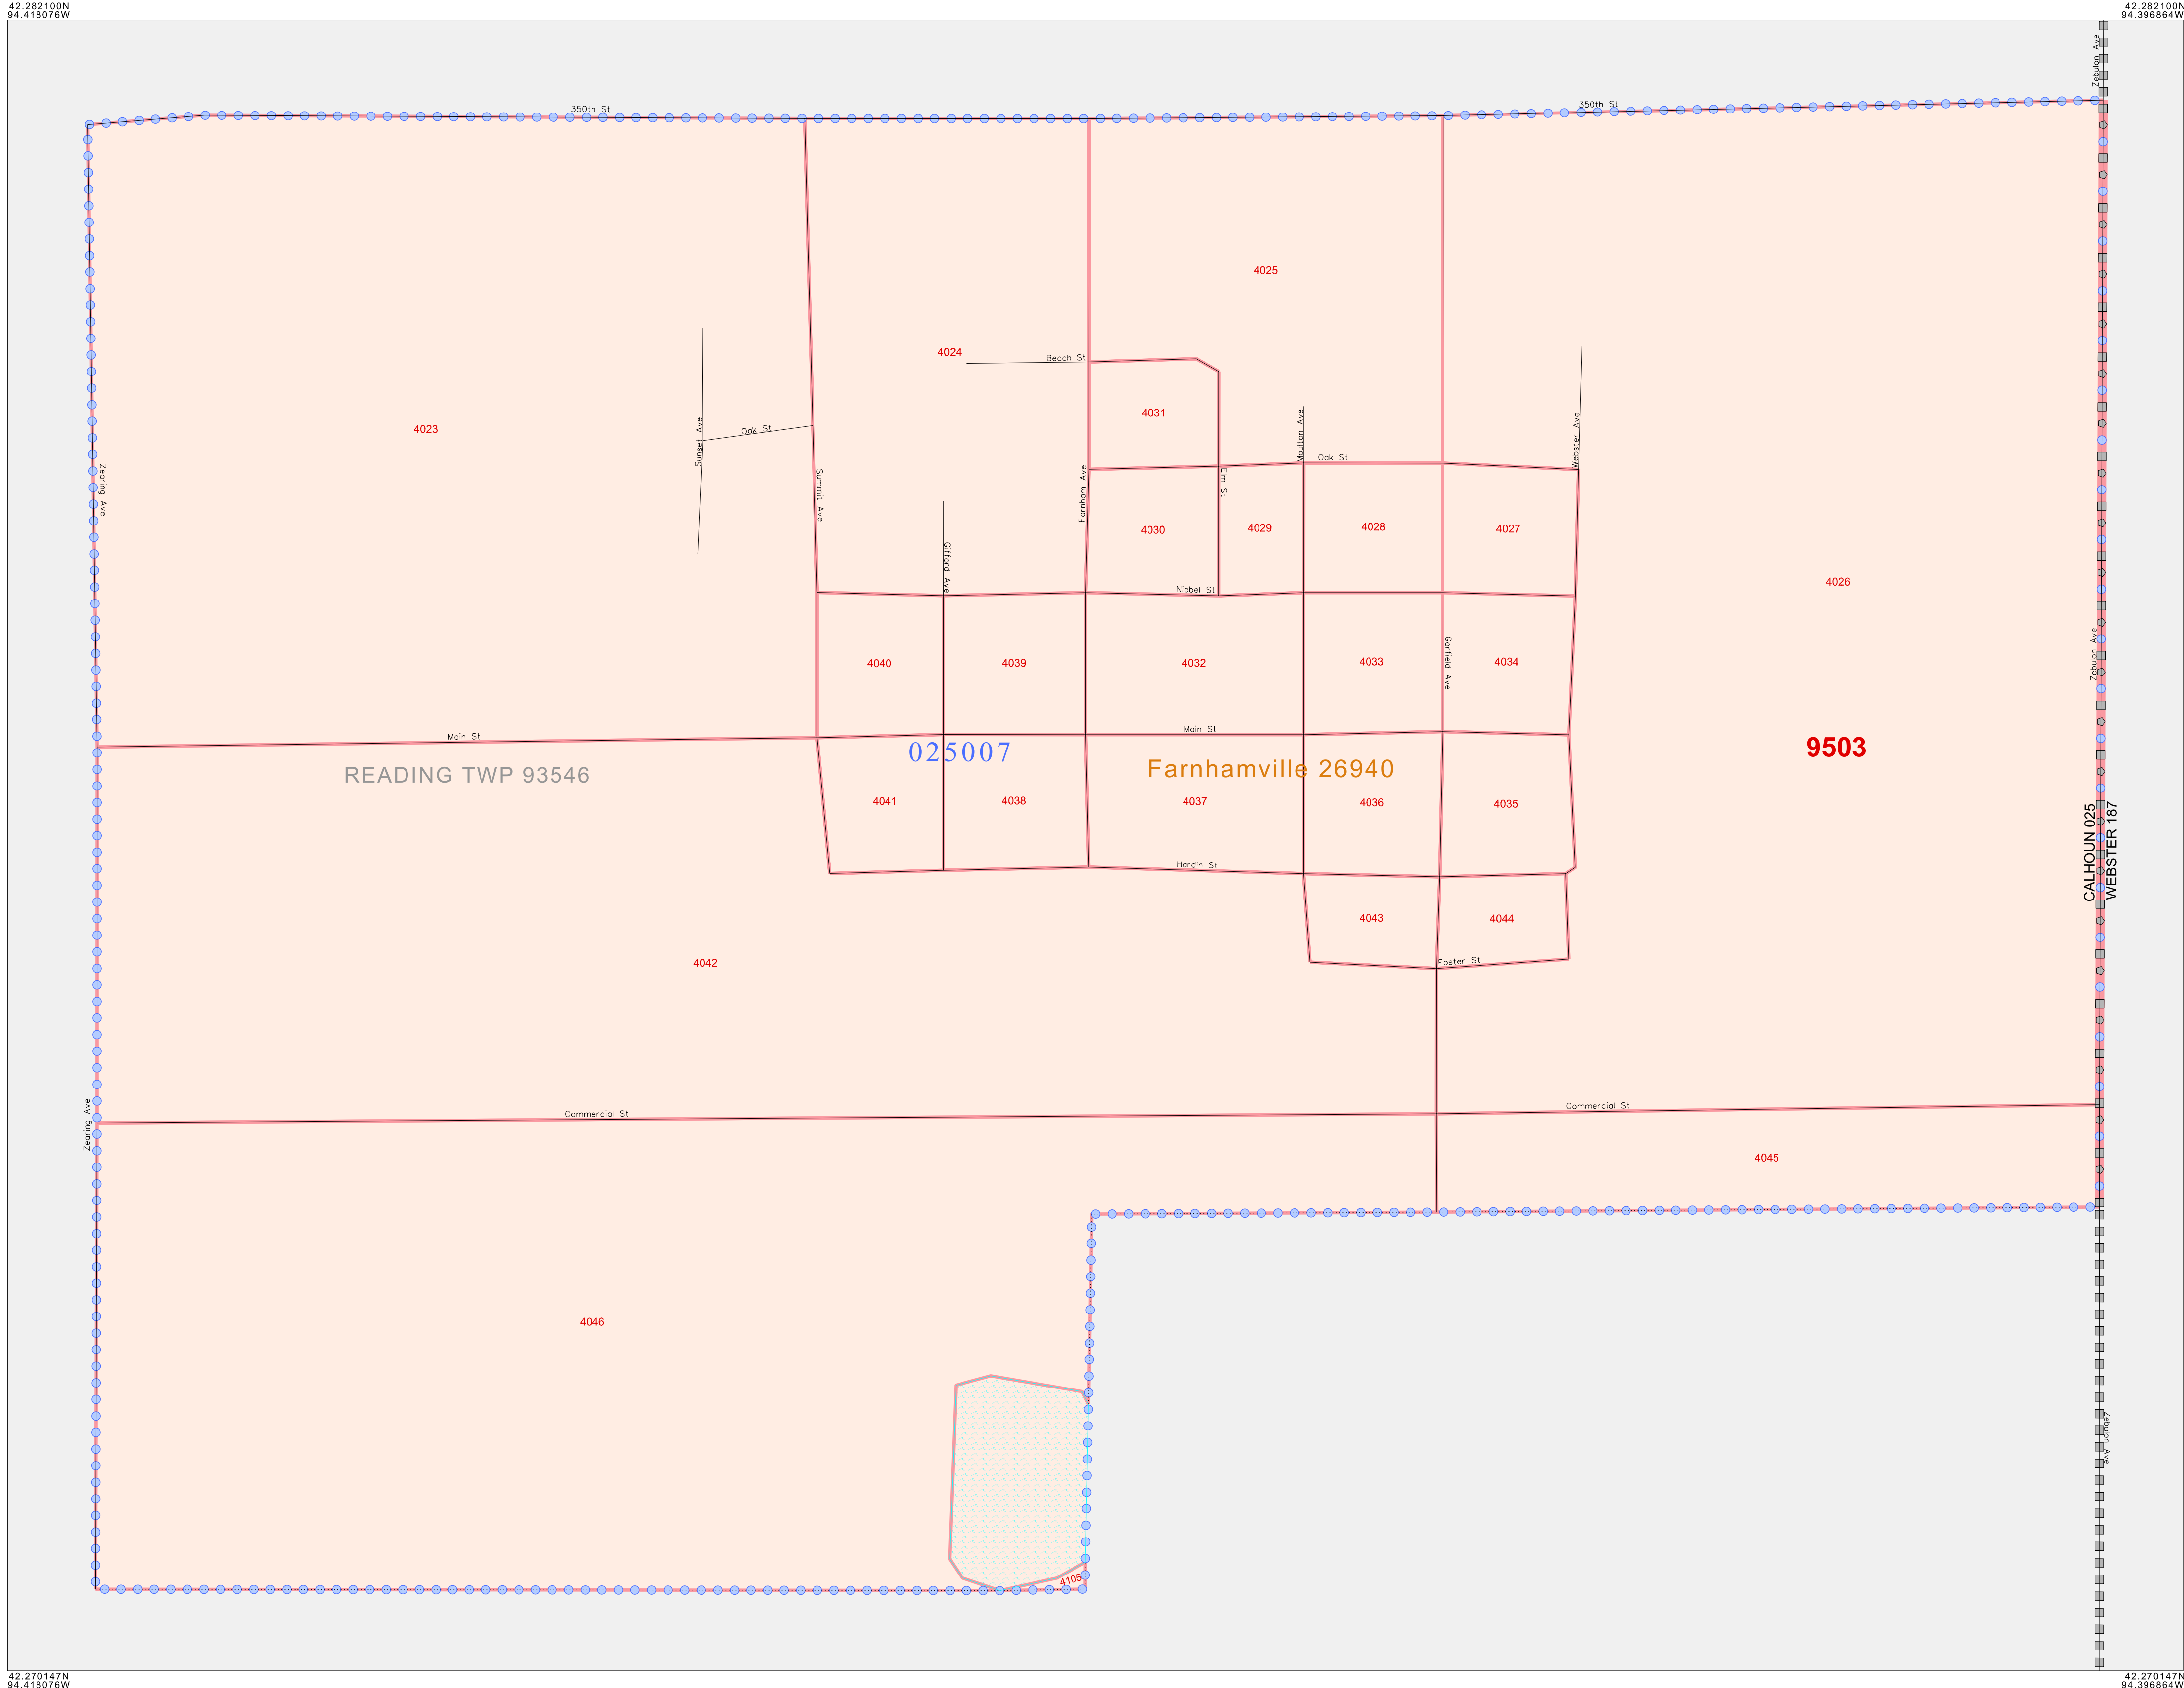 42.282100N
94.418076W
42.282100N
94.396864W
Zebulon Ave
350th St
350th St
4025
4024
Beach St
4031
4023
Sunset Ave
Oak St
Moulton Ave
Webster Ave
Oak St
Zearing Ave
Summit Ave
Farnham Ave
Elm St
4030
4029
4028
4027
Gifford Ave
Niebel St
4026
4040
4039
4032
4033
Garfield Ave
4034
Zebulon Ave
Main St
Main St
025007
READING TWP 93546
Farnhamville 26940
9503
4041
4038
4037
4036
4035
CALHOUN 025
WEBSTER 187
Hardin St
4043
4044
4042
Foster St
Zearing Ave
Commercial St
Commercial St
4045
4046
Zebulon Ave
4105
42.270147N
94.418076W
42.270147N
94.396864W